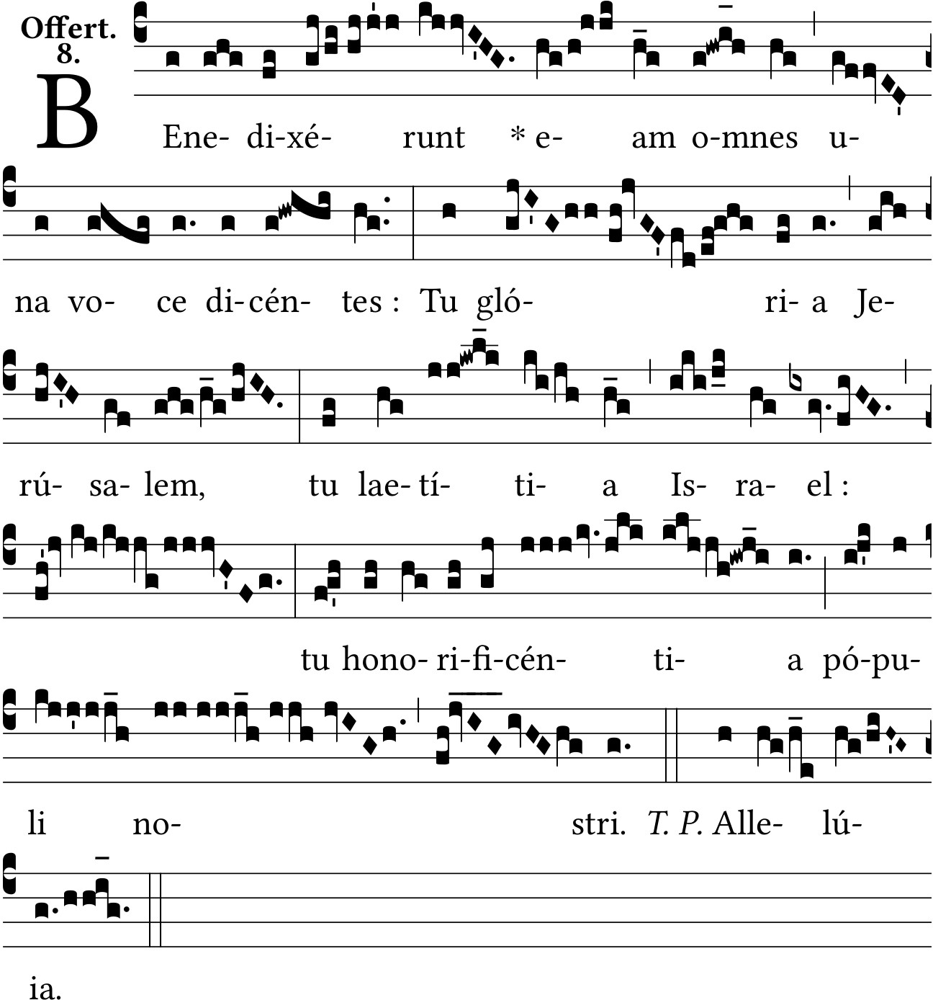 Offert.
8.
BEne- di-xé- runt * e- am o-mnes u-
na vo- ce di-cén- tes : Tu gló- ri- a Je-
rú- sa- lem, tu lae-tí- ti- a Is- ra- el :
tu hono- ri-fi-cén- ti- a pó-pu-
li no- stri. T. P. Alle- lú-
ia.